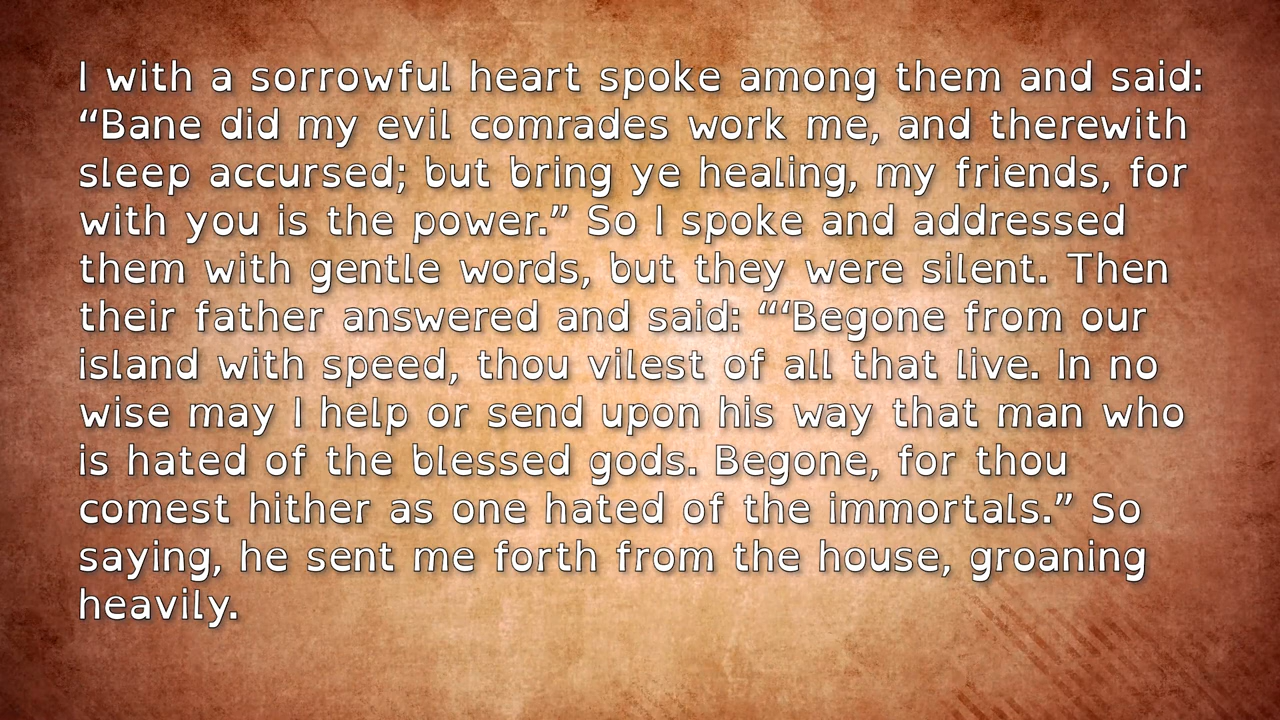 I with a sorrowful heart spoke among them and said:
“Bane did my evil comrades work me, and therewith
sleep accursed; but bring ye healing, my friends, for
with you is the power.” So I spoke and addressed
them with gentle words, but they were silent. Then
their father answered and said: “‘Begone from our
island with speed, thou vilest of all that live. In no
wise may I help or send upon his way that man who
is hated of the blessed gods. Begone, for thou
comest hither as one hated of the immortals.” So
saying, he sent me forth from the house, groaning
heavily.